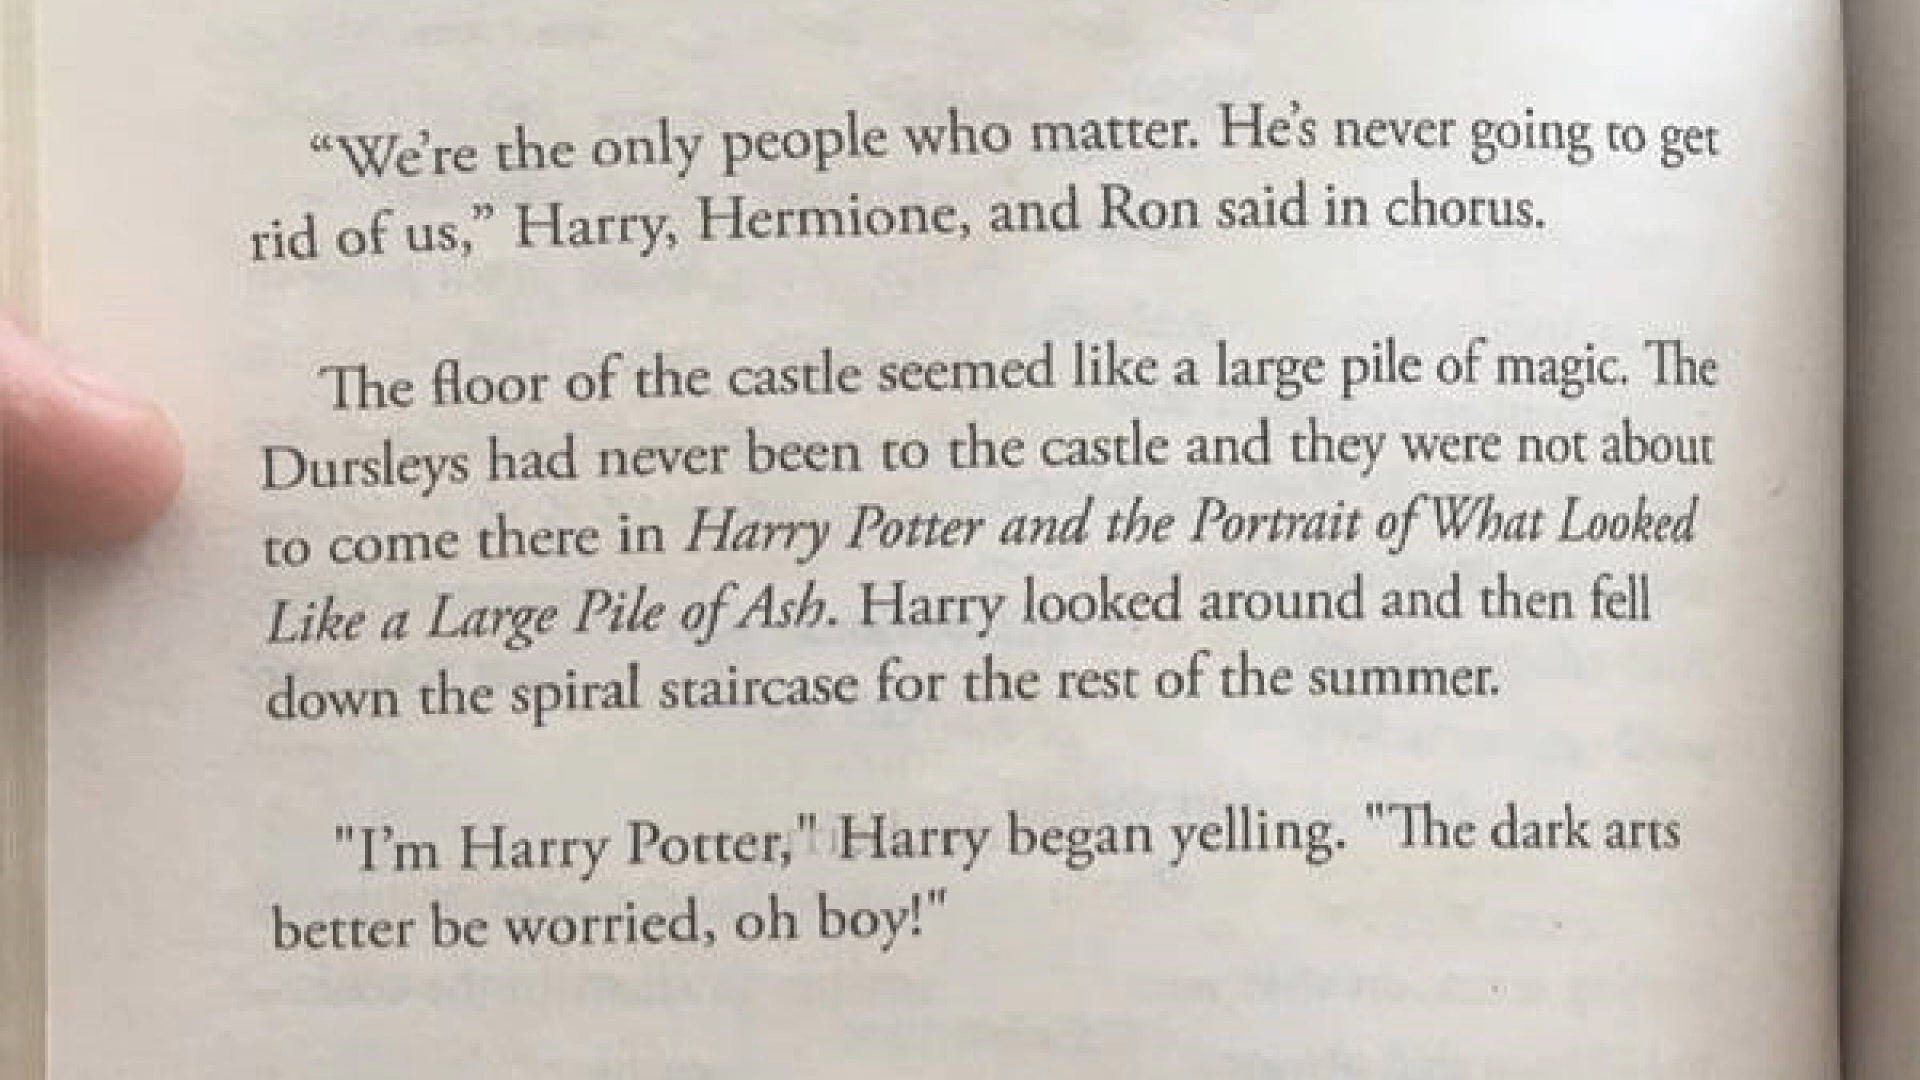 “We’re the only people who matter. He’s never going to get
rid of us,” Harry, Hermione, and Ron said in chorus.
The floor of the castle seemed like a large pile of magic. The
Dursleys had never been to the castle and they were not about
to come there in Harry Potter and the Portrait of What Looked
Like a Large Pile of Ash. Harry looked around and then fell
down the spiral staircase for the rest of the summer.
"I’m Harry Potter," Harry began yelling. "The dark arts
better be worried, oh boy!"